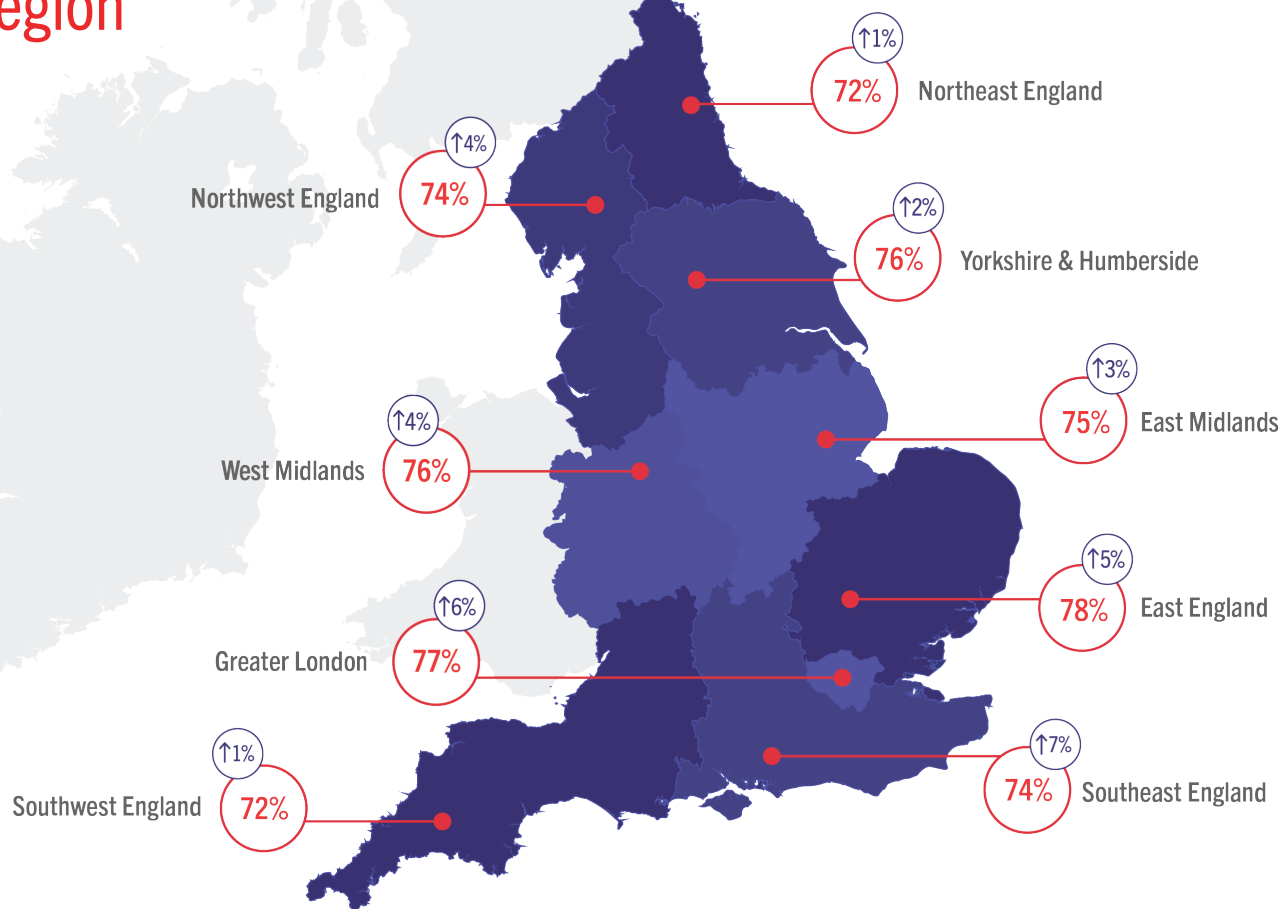 ↑1%
72%
Northeast England
↑4%
74%
Northwest England
↑2%
76%
Yorkshire & Humberside
↑3%
75%
East Midlands
↑4%
76%
West Midlands
↑5%
78%
East England
↑6%
77%
Greater London
↑7%
74%
Southeast England
↑1%
72%
Southwest England